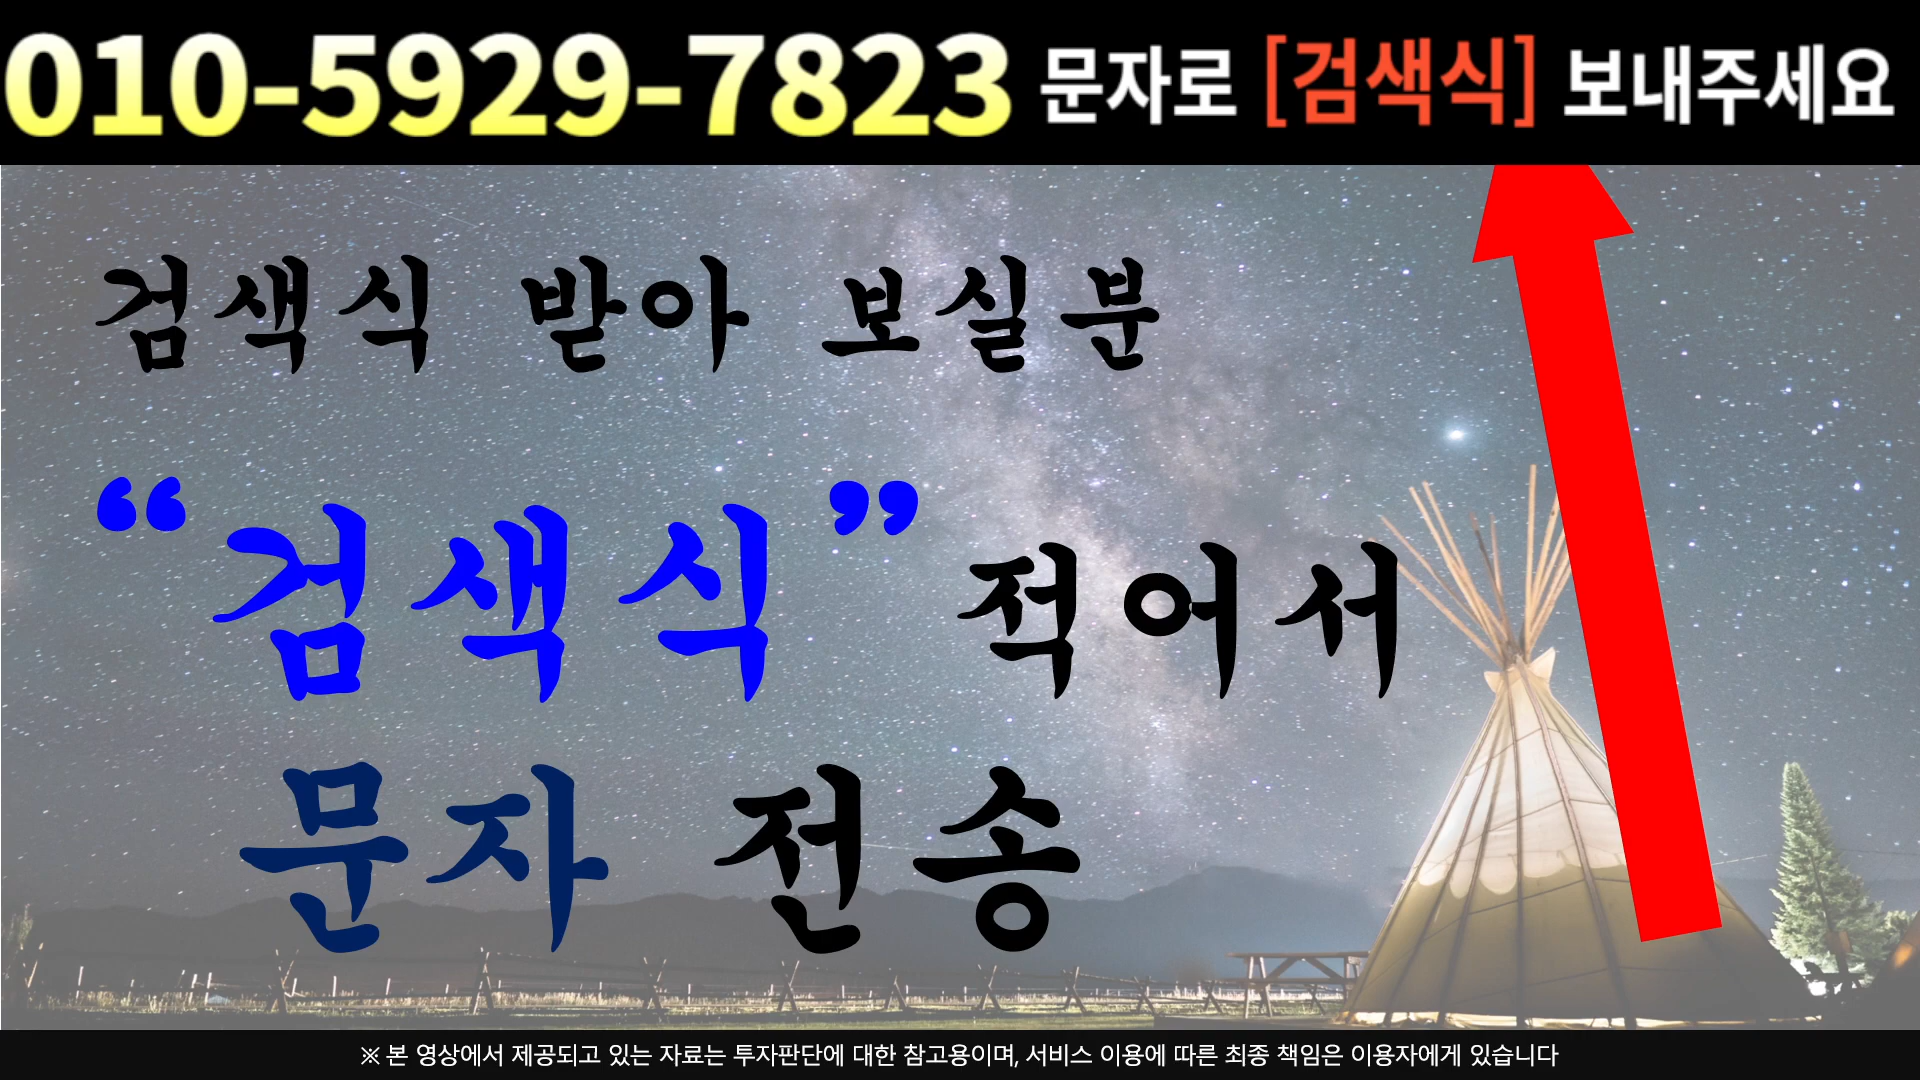 010-5929-7823 문자로 [검색식] 보내주세요
검색식 받아 보실분
“검색식” 적어서
문자 전송
※ 본 영상에서 제공되고 있는 자료는 투자판단에 대한 참고용이며, 서비스 이용에 따른 최종 책임은 이용자에게 있습니다